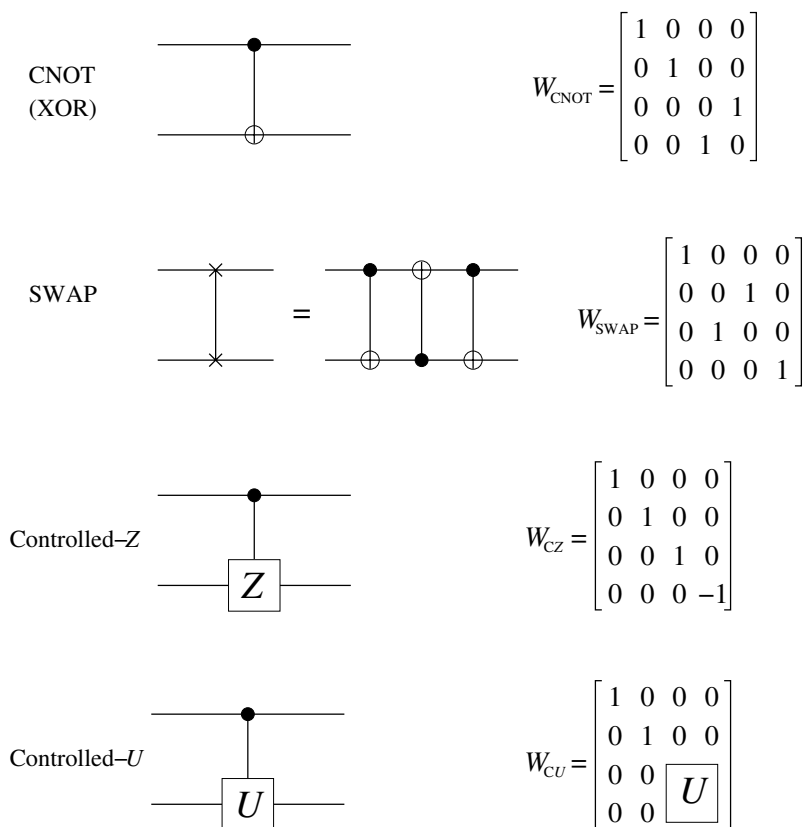 CNOT
(XOR)
W_CNOT = [1 0 0 0
0 1 0 0
0 0 0 1
0 0 1 0]
SWAP
=
W_SWAP = [1 0 0 0
0 0 1 0
0 1 0 0
0 0 0 1]
Controlled–Z
Z
W_CZ = [1 0 0 0
0 1 0 0
0 0 1 0
0 0 0 −1]
Controlled–U
U
W_CU = [1 0 0 0
0 1 0 0
0 0 U
0 0]